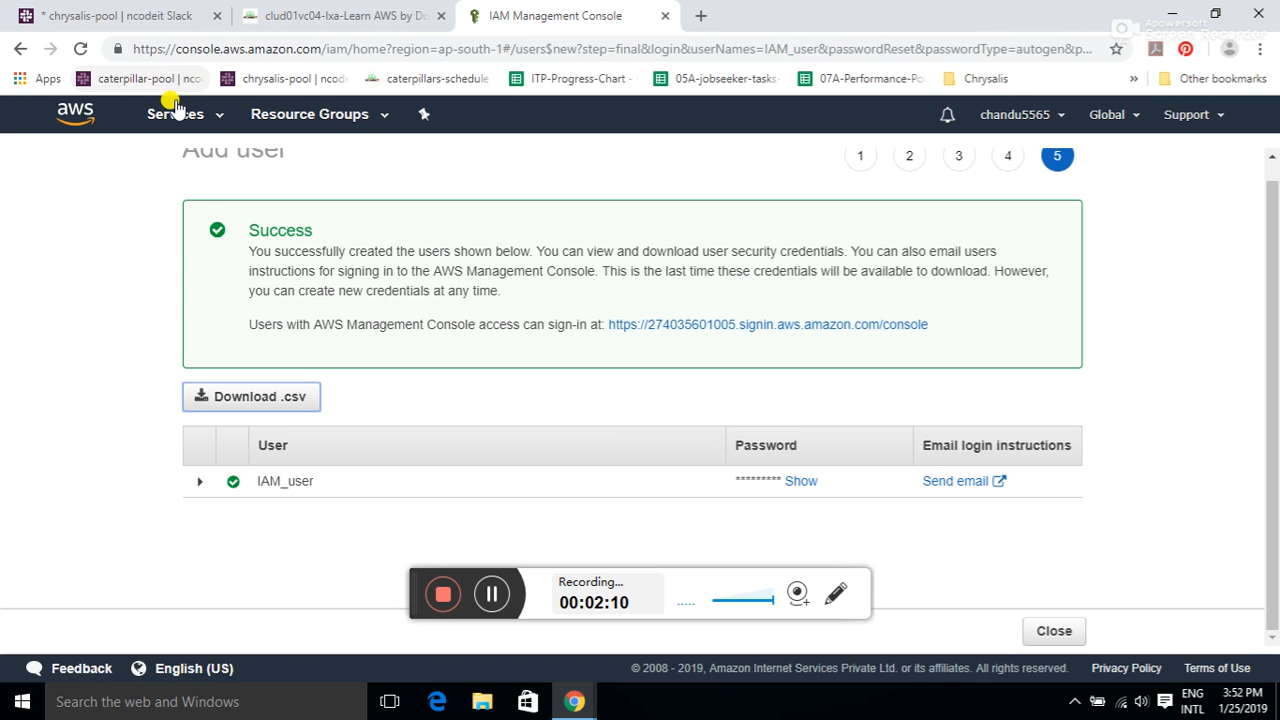 * chrysalis-pool | ncodeit Slack
clud01vc04-lxa-Learn AWS by Do
IAM Management Console
Apowersoft
Screen Recorder
https://console.aws.amazon.com/iam/home?region=ap-south-1#/users$new?step=final&login&userNames=IAM_user&passwordReset&passwordType=autogen&p...
Apps
caterpillar-pool | nco
chrysalis-pool | ncode
caterpillars-schedule
ITP-Progress-Chart -
05A-jobseeker-tasks
07A-Performance-Po
Chrysalis
»
Other bookmarks
aws
Services
Resource Groups
chandu5565
Global
Support
Add user
1
2
3
4
5
Success
You successfully created the users shown below. You can view and download user security credentials. You can also email users
instructions for signing in to the AWS Management Console. This is the last time these credentials will be available to download. However,
you can create new credentials at any time.
Users with AWS Management Console access can sign-in at: https://274035601005.signin.aws.amazon.com/console
Download .csv
User
Password
Email login instructions
IAM_user
********* Show
Send email
Recording...
00:02:10
Close
Feedback
English (US)
© 2008 - 2019, Amazon Internet Services Private Ltd. or its affiliates. All rights reserved.
Privacy Policy
Terms of Use
Search the web and Windows
ENG
INTL
3:52 PM
1/25/2019